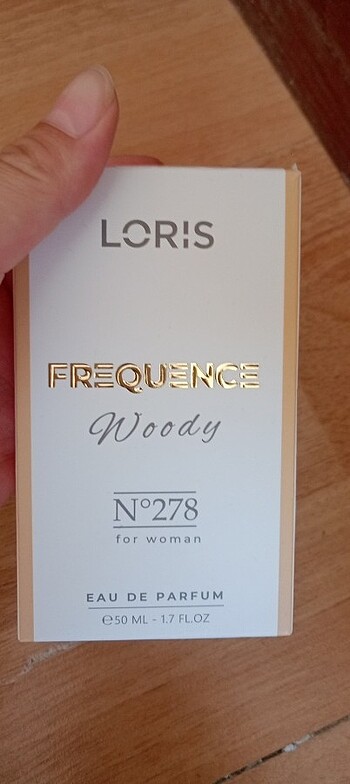 LORIS
FREQUENCE
Woody
N°278
for woman
EAU DE PARFUM
℮50 ML - 1.7 FL.OZ